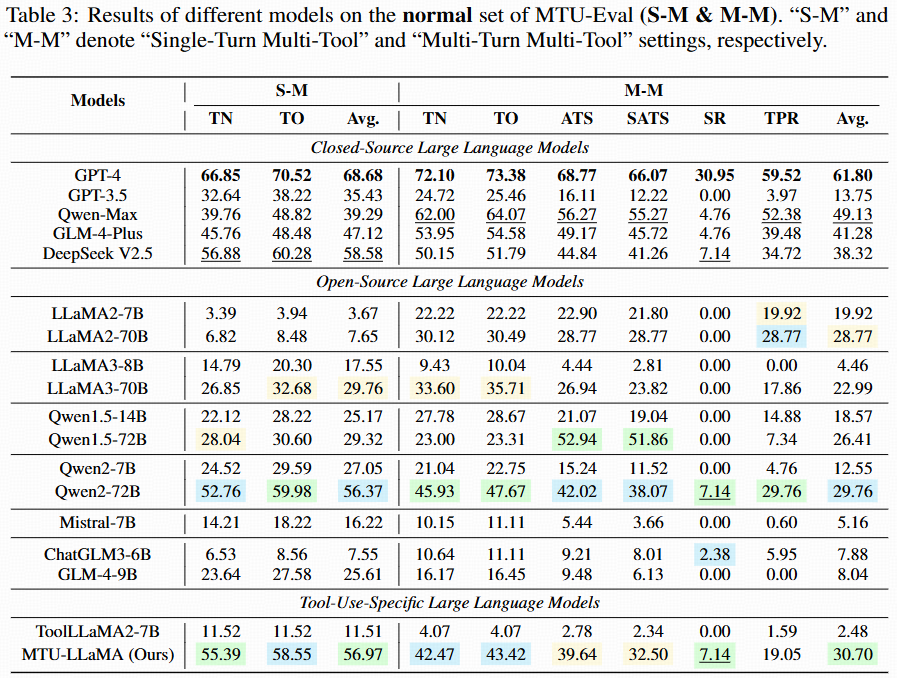 Table 3: Results of different models on the normal set of MTU-Eval (S-M & M-M). “S-M” and
“M-M” denote “Single-Turn Multi-Tool” and “Multi-Turn Multi-Tool” settings, respectively.
Models S-M M-M
TN TO Avg. TN TO ATS SATS SR TPR Avg.
Closed-Source Large Language Models
GPT-4 66.85 70.52 68.68 72.10 73.38 68.77 66.07 30.95 59.52 61.80
GPT-3.5 32.64 38.22 35.43 24.72 25.46 16.11 12.22 0.00 3.97 13.75
Qwen-Max 39.76 48.82 39.29 62.00 64.07 56.27 55.27 4.76 52.38 49.13
GLM-4-Plus 45.76 48.48 47.12 53.95 54.58 49.17 45.72 4.76 39.48 41.28
DeepSeek V2.5 56.88 60.28 58.58 50.15 51.79 44.84 41.26 7.14 34.72 38.32
Open-Source Large Language Models
LLaMA2-7B 3.39 3.94 3.67 22.22 22.22 22.90 21.80 0.00 19.92 19.92
LLaMA2-70B 6.82 8.48 7.65 30.12 30.49 28.77 28.77 0.00 28.77 28.77
LLaMA3-8B 14.79 20.30 17.55 9.43 10.04 4.44 2.81 0.00 0.00 4.46
LLaMA3-70B 26.85 32.68 29.76 33.60 35.71 26.94 23.82 0.00 17.86 22.99
Qwen1.5-14B 22.12 28.22 25.17 27.78 28.67 21.07 19.04 0.00 14.88 18.57
Qwen1.5-72B 28.04 30.60 29.32 23.00 23.31 52.94 51.86 0.00 7.34 26.41
Qwen2-7B 24.52 29.59 27.05 21.04 22.75 15.24 11.52 0.00 4.76 12.55
Qwen2-72B 52.76 59.98 56.37 45.93 47.67 42.02 38.07 7.14 29.76 29.76
Mistral-7B 14.21 18.22 16.22 10.15 11.11 5.44 3.66 0.00 0.60 5.16
ChatGLM3-6B 6.53 8.56 7.55 10.64 11.11 9.21 8.01 2.38 5.95 7.88
GLM-4-9B 23.64 27.58 25.61 16.17 16.45 9.48 6.13 0.00 0.00 8.04
Tool-Use-Specific Large Language Models
ToolLLaMA2-7B 11.52 11.52 11.51 4.07 4.07 2.78 2.34 0.00 1.59 2.48
MTU-LLaMA (Ours) 55.39 58.55 56.97 42.47 43.42 39.64 32.50 7.14 19.05 30.70